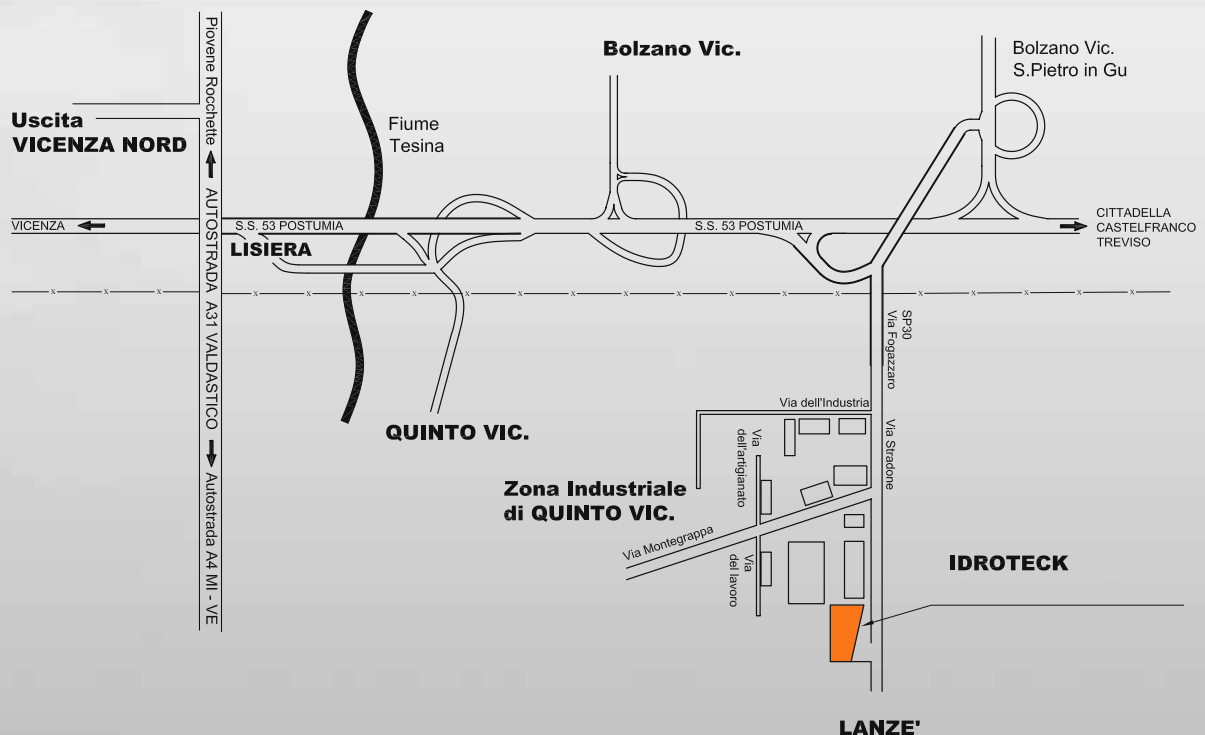 Piovene Rocchette
Bolzano Vic.
Bolzano Vic.
S.Pietro in Gu
Uscita
VICENZA NORD
Fiume
Tesina
VICENZA
S.S. 53 POSTUMIA
S.S. 53 POSTUMIA
CITTADELLA
CASTELFRANCO
TREVISO
LISIERA
AUTOSTRADA A31 VALDASTICO
Autostrada A4 MI - VE
x x x x x x x x x x x x x x x x x x x x x
SP30
Via Fogazzaro
Via dell'Industria
QUINTO VIC.
Via
dell'artigianato
Via Stradone
Zona Industriale
di QUINTO VIC.
Via Montegrappa
Via
del lavoro
IDROTECK
LANZE'